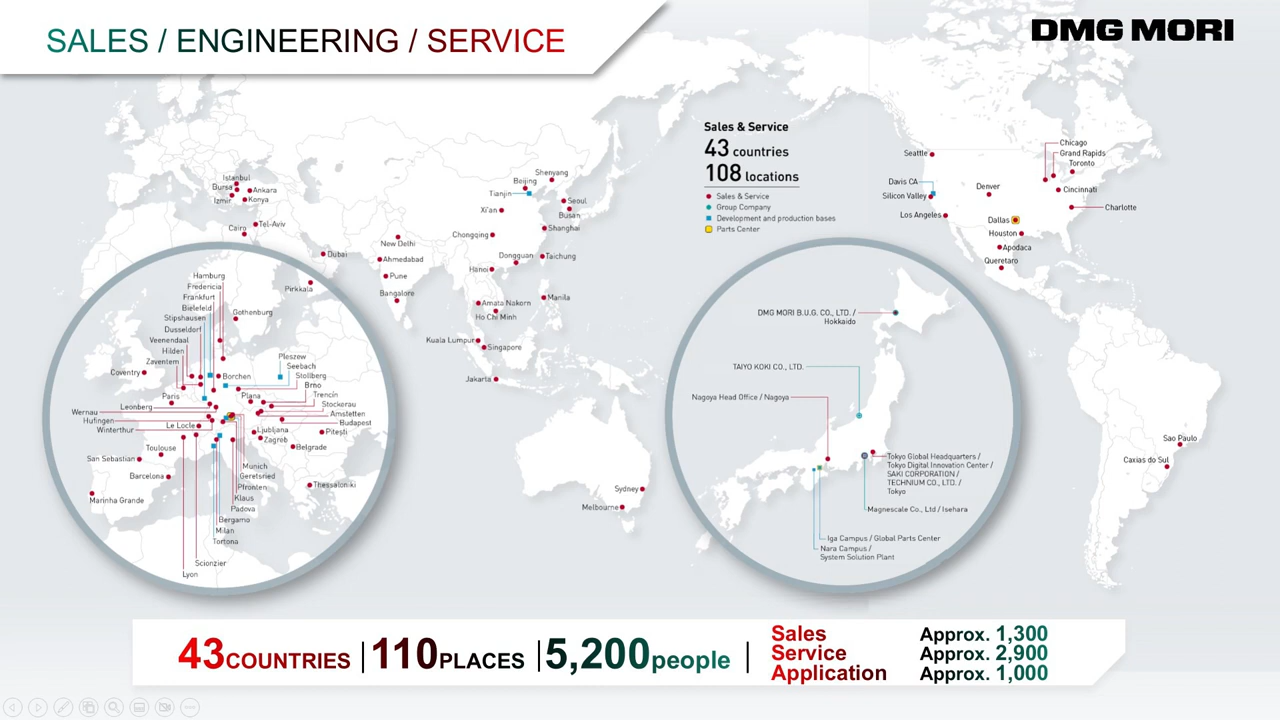 SALES / ENGINEERING / SERVICE
DMG MORI
Sales & Service
43 countries
108 locations
Sales & Service
Group Company
Development and production bases
Parts Center
Istanbul
Bursa
Ankara
Izmir
Konya
Cairo
Tel-Aviv
Dubai
New Delhi
Ahmedabad
Pune
Bangalore
Shenyang
Beijing
Tianjin
Seoul
Busan
Xi'an
Shanghai
Chongqing
Dongguan
Taichung
Hanoi
Manila
Amata Nakorn
Ho Chi Minh
Kuala Lumpur
Singapore
Jakarta
Sydney
Melbourne
Seattle
Chicago
Grand Rapids
Toronto
Davis CA
Silicon Valley
Denver
Cincinnati
Los Angeles
Dallas
Charlotte
Houston
Apodaca
Queretaro
Sao Paulo
Caxias do Sul
Hamburg
Fredericia
Frankfurt
Bielefeld
Stipshausen
Dusseldorf
Veenendaal
Hilden
Zaventem
Coventry
Paris
Leonberg
Wernau
Hufingen
Winterthur
Le Locle
Toulouse
San Sebastian
Barcelona
Marinha Grande
Pirkkala
Gothenburg
Pleszew
Seebach
Borchen
Stollberg
Plana
Brno
Trencín
Stockerau
Amstetten
Budapest
Ljubljana
Zagreb
Pitești
Belgrade
Thessaloniki
Munich
Geretsried
Pfronten
Klaus
Padova
Bergamo
Milan
Tortona
Scionzier
Lyon
DMG MORI B.U.G. CO., LTD. /
Hokkaido
TAIYO KOKI CO., LTD.
Nagoya Head Office / Nagoya
Tokyo Global Headquarters /
Tokyo Digital Innovation Center /
SAKI CORPORATION /
TECHNIUM CO., LTD. /
Tokyo
Magnescale Co., Ltd / Isehara
Iga Campus / Global Parts Center
Nara Campus /
System Solution Plant
43COUNTRIES | 110PLACES | 5,200people |
Sales Approx. 1,300
Service Approx. 2,900
Application Approx. 1,000